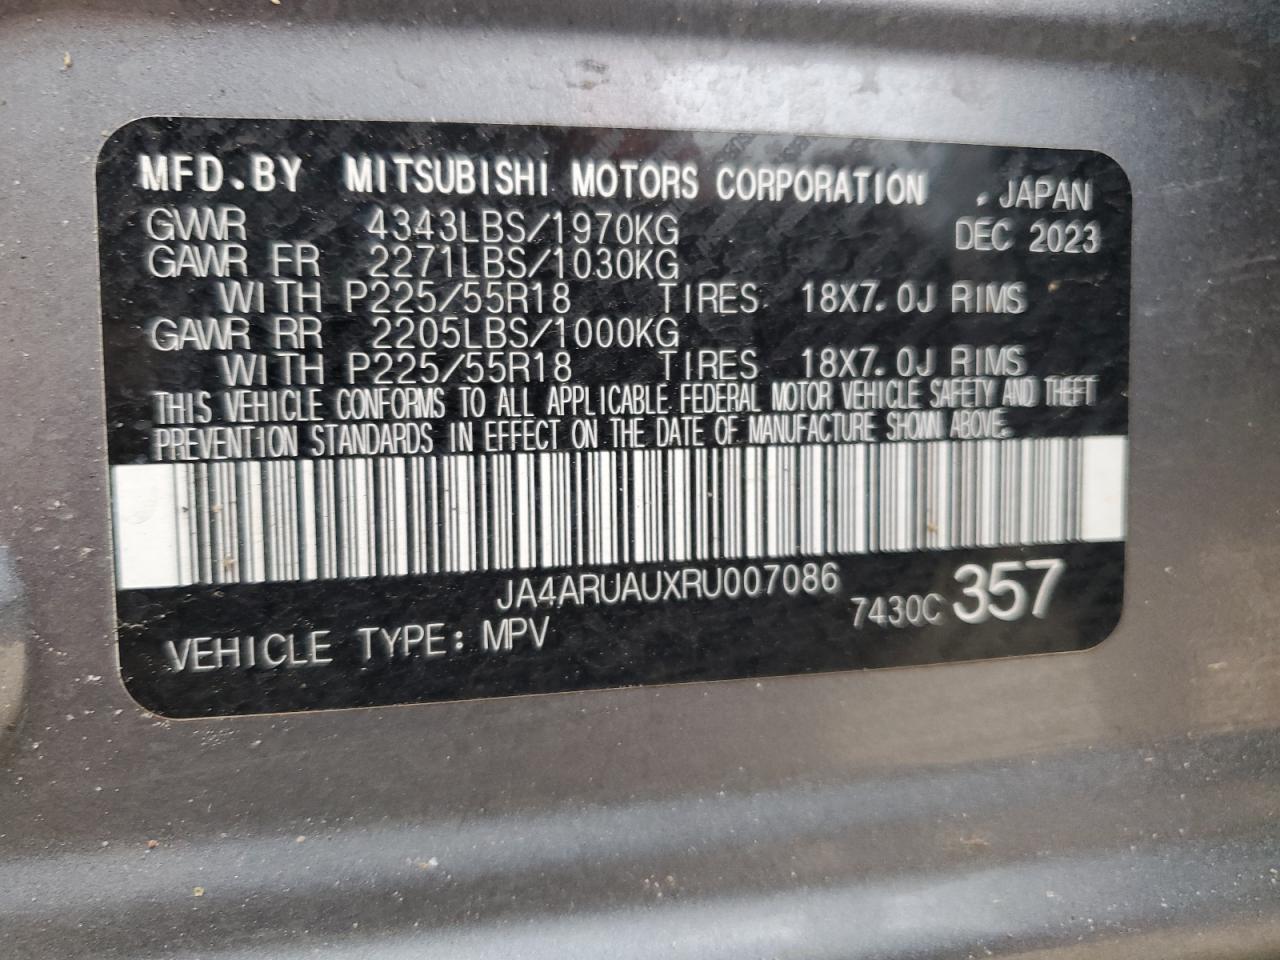 MFD.BY MITSUBISHI MOTORS CORPORATION , JAPAN
GVWR 4343LBS/1970KG DEC 2023
GAWR FR 2271LBS/1030KG
WITH P225/55R18 TIRES 18X7.0J RIMS
GAWR RR 2205LBS/1000KG
WITH P225/55R18 TIRES 18X7.0J RIMS
THIS VEHICLE CONFORMS TO ALL APPLICABLE FEDERAL MOTOR VEHICLE SAFETY AND THEFT
PREVENTION STANDARDS IN EFFECT ON THE DATE OF MANUFACTURE SHOWN ABOVE.
JA4ARUAUXRU007086
VEHICLE TYPE: MPV 7430C 357